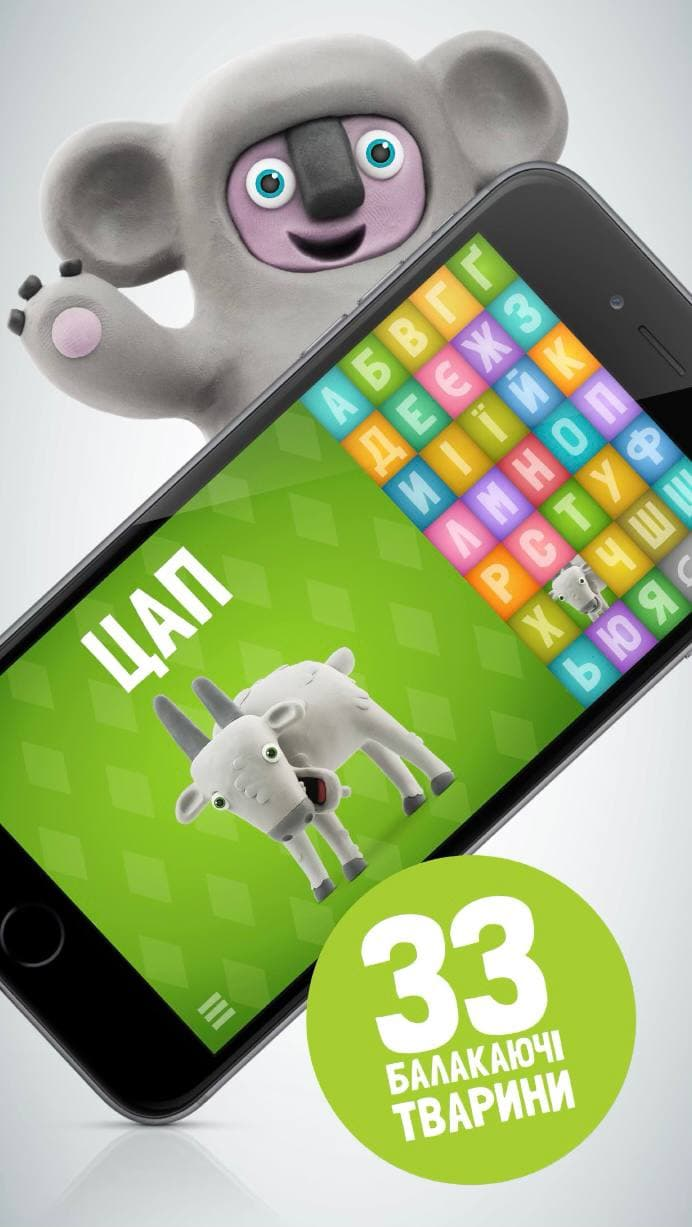 ЦАП
А Б В Г Ґ
Д Е Є Ж З
И І Ї Й К
Л М Н О П
Р С Т У Ф
Х Ч Ш Щ
Ь Ю Я
33
БАЛАКАЮЧІ
ТВАРИНИ